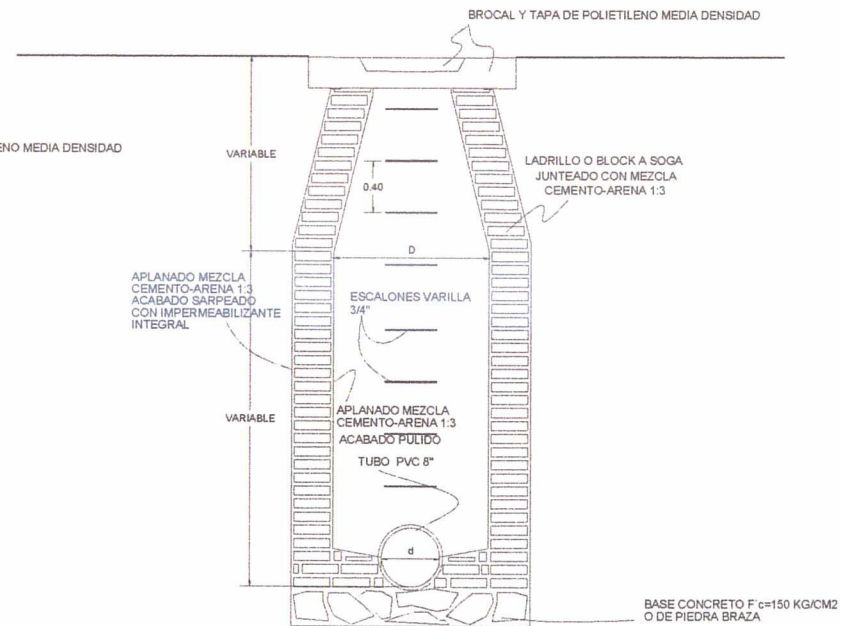 BROCAL Y TAPA DE POLIETILENO MEDIA DENSIDAD
ENO MEDIA DENSIDAD
VARIABLE
LADRILLO O BLOCK A SOGA
JUNTEADO CON MEZCLA
CEMENTO-ARENA 1:3
0.40
D
APLANADO MEZCLA
CEMENTO-ARENA 1:3
ACABADO SARPEADO
CON IMPERMEABILIZANTE
INTEGRAL
ESCALONES VARILLA
3/4"
VARIABLE
APLANADO MEZCLA
CEMENTO-ARENA 1:3
ACABADO PULIDO
TUBO PVC 8"
d
BASE CONCRETO F'c=150 KG/CM2
O DE PIEDRA BRAZA